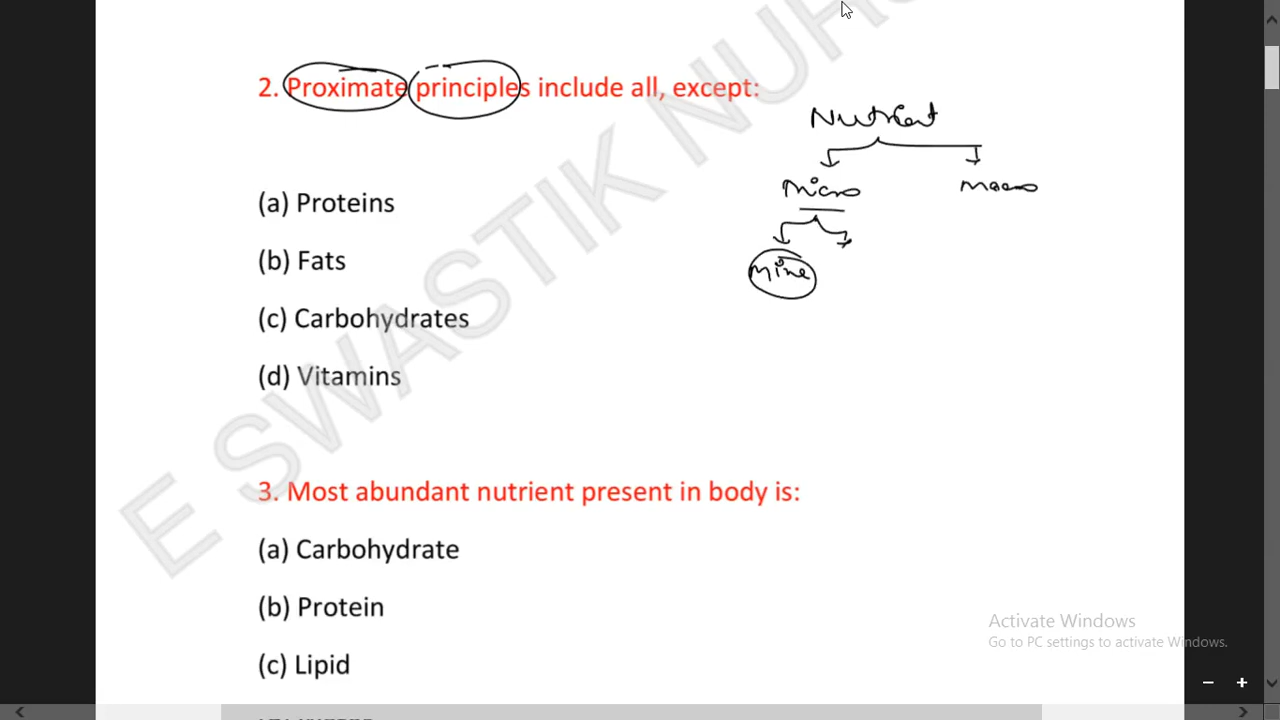 2. Proximate principles include all, except:
Nutrient
Micro
Macro
Mine
(a) Proteins
(b) Fats
(c) Carbohydrates
(d) Vitamins
E SWASTIK NURS
3. Most abundant nutrient present in body is:
(a) Carbohydrate
(b) Protein
(c) Lipid
Activate Windows
Go to PC settings to activate Windows.